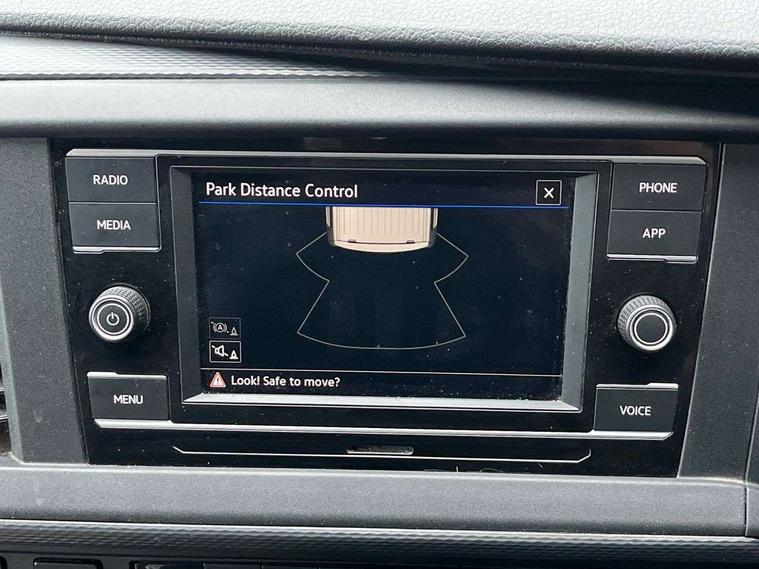 RADIO
MEDIA
MENU
Park Distance Control
X
(A)
Look! Safe to move?
PHONE
APP
VOICE